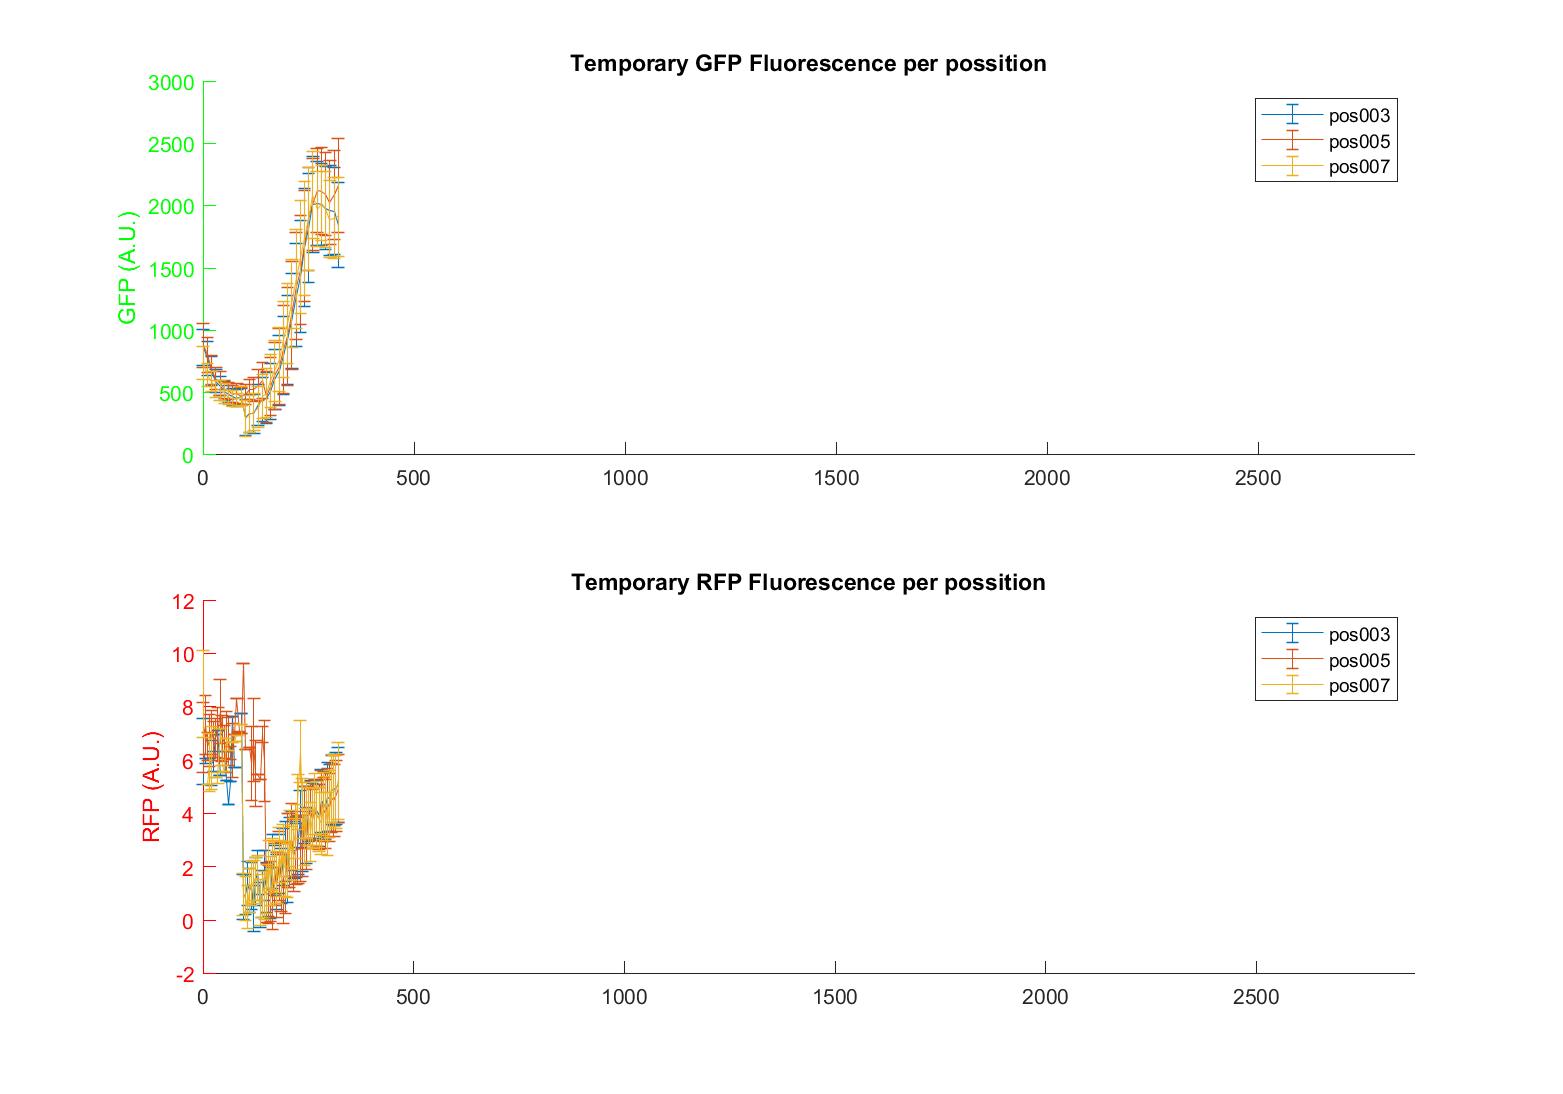 Temporary GFP Fluorescence per possition
GFP (A.U.)
3000
2500
2000
1500
1000
500
0
0 500 1000 1500 2000 2500
pos003
pos005
pos007
Temporary RFP Fluorescence per possition
RFP (A.U.)
12
10
8
6
4
2
0
-2
0 500 1000 1500 2000 2500
pos003
pos005
pos007